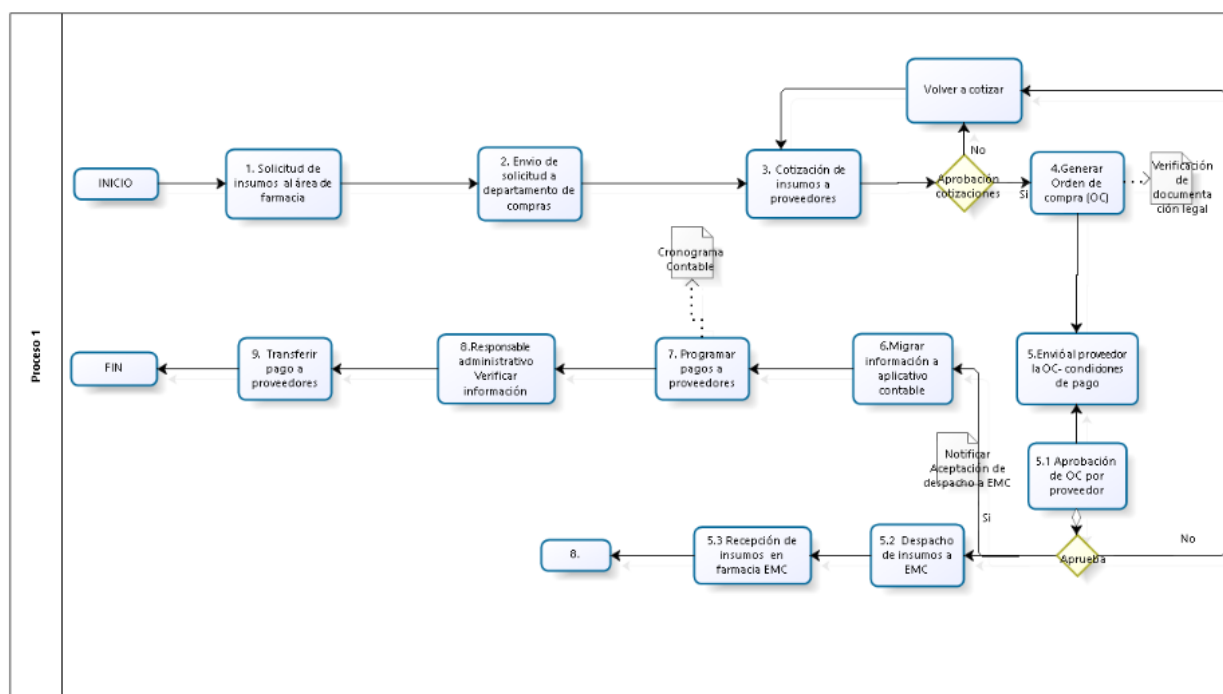 Proceso 1
Volver a cotizar
INICIO
1. Solicitud de
insumos al área de
farmacia
2. Envio de
solicitud a
departamento de
compras
3. Cotización de
insumos a
proveedores
No
Aprobación
cotizaciones
Si
4.Generar
Orden de
compra (OC)
Verificación
de
documenta
ción legal
Cronograma
Contable
FIN
9. Transferir
pago a
proveedores
8.Responsable
administrativo
Verificar
información
7. Programar
pagos a
proveedores
6.Migrar
información a
aplicativo
contable
5.Envió al proveedor
la OC- condiciones
de pago
Notificar
Aceptación de
despacho a EMC
5.1 Aprobación
de OC por
proveedor
Si
No
8.
5.3 Recepción de
insumos en
farmacia EMC
5.2 Despacho
de insumos a
EMC
Aprueba